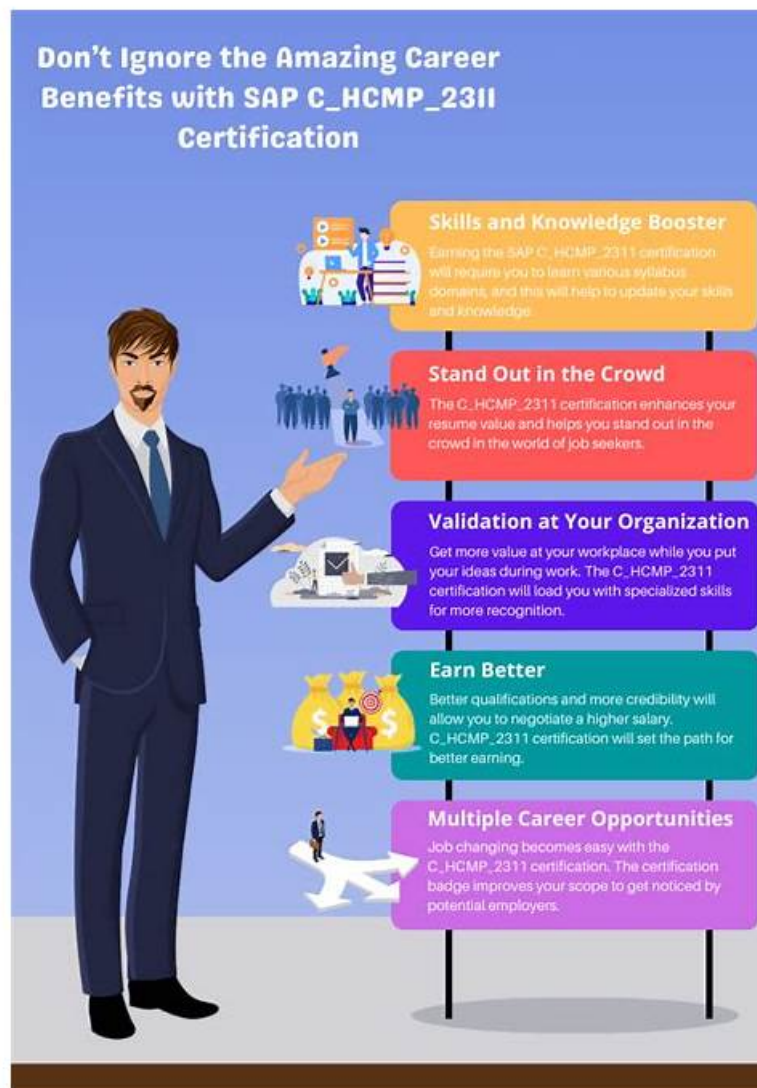 Don't Ignore the Amazing Career
Benefits with SAP C_HCMP_2311
Certification
Skills and Knowledge Booster
Earning the SAP C_HCMP_2311 certification
will require you to learn various syllabus
domains, and this will help to update your skills
and knowledge.
Stand Out in the Crowd
The C_HCMP_2311 certification enhances your
resume value and helps you stand out in the
crowd in the world of job seekers.
Validation at Your Organization
Get more value at your workplace while you put
your ideas during work. The C_HCMP_2311
certification will load you with specialized skills
for more recognition.
Earn Better
Better qualifications and more credibility will
allow you to negotiate a higher salary.
C_HCMP_2311 certification will set the path for
better earning.
$ $
Multiple Career Opportunities
Job changing becomes easy with the
C_HCMP_2311 certification. The certification
badge improves your scope to get noticed by
potential employers.